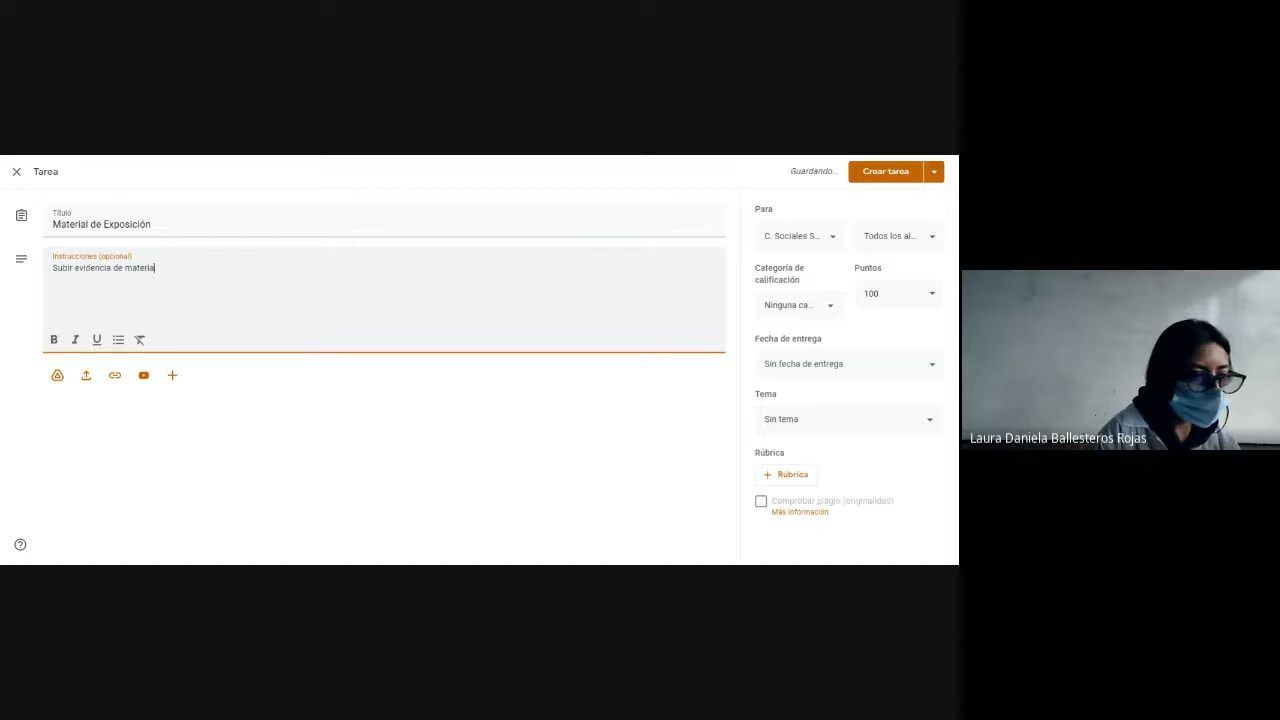 Tarea
Guardando...
Crear tarea
Título
Material de Exposición
Instrucciones (opcional)
Subir evidencia de materia
Para
C. Sociales S...
Todos los al...
Categoría de
calificación
Puntos
Ninguna ca...
100
Fecha de entrega
Sin fecha de entrega
Tema
Sin tema
Rúbrica
+ Rúbrica
Comprobar plagio (originalidad)
Más información
Laura Daniela Ballesteros Rojas